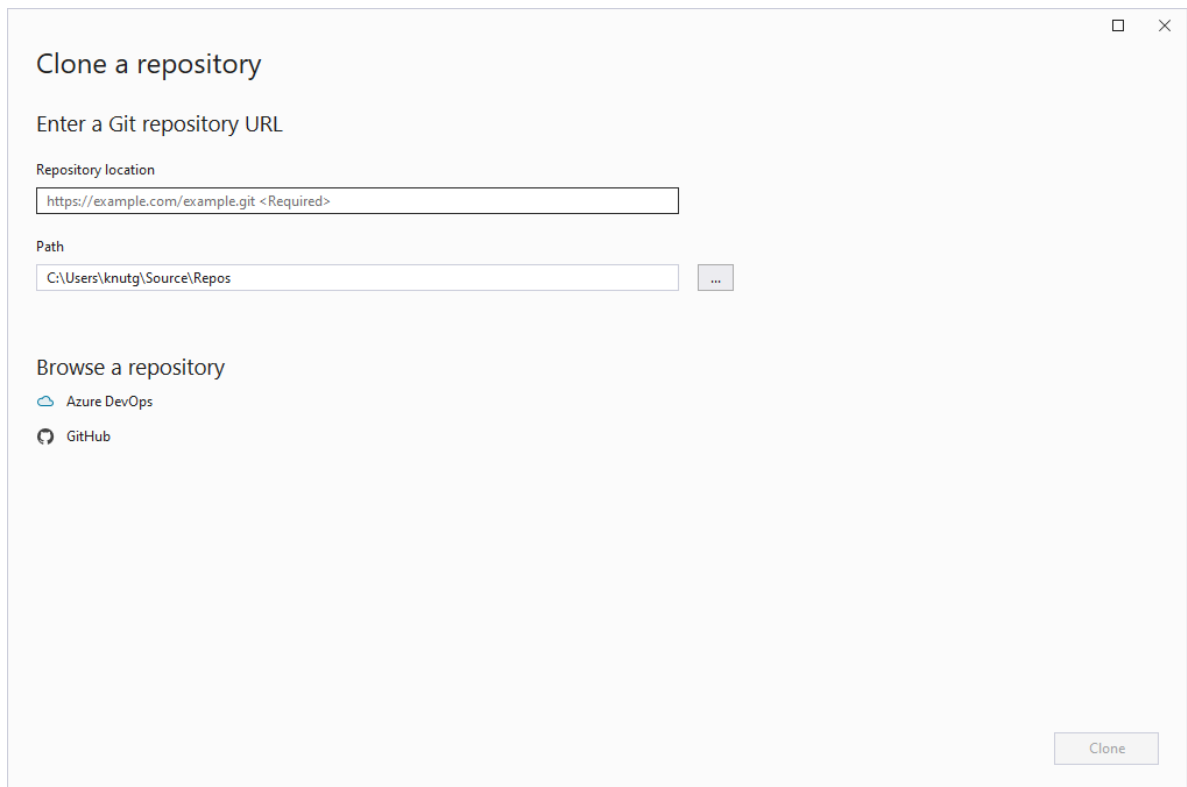 Clone a repository
Enter a Git repository URL
Repository location
https://example.com/example.git <Required>
Path
C:\Users\knutg\Source\Repos
...
Browse a repository
Azure DevOps
GitHub
Clone